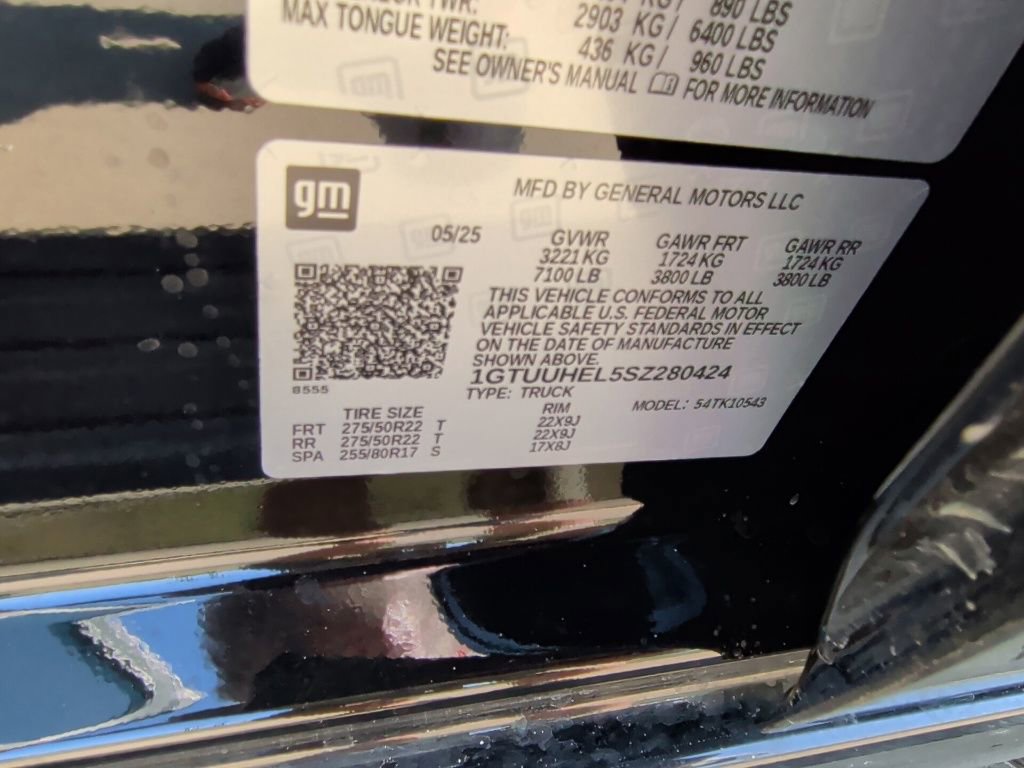 KG/ 890 LBS
2903 KG/ 6400 LBS
MAX TONGUE WEIGHT: 436 KG/ 960 LBS
SEE OWNER'S MANUAL FOR MORE INFORMATION
gm
MFD BY GENERAL MOTORS LLC
05/25 GVWR GAWR FRT GAWR RR
3221 KG 1724 KG 1724 KG
7100 LB 3800 LB 3800 LB
THIS VEHICLE CONFORMS TO ALL
APPLICABLE U.S. FEDERAL MOTOR
VEHICLE SAFETY STANDARDS IN EFFECT
ON THE DATE OF MANUFACTURE
SHOWN ABOVE.
1GTUUHEL5SZ280424
8555
TYPE: TRUCK MODEL: 54TK10543
TIRE SIZE RIM
FRT 275/50R22 T 22X9J
RR 275/50R22 T 22X9J
SPA 255/80R17 S 17X8J